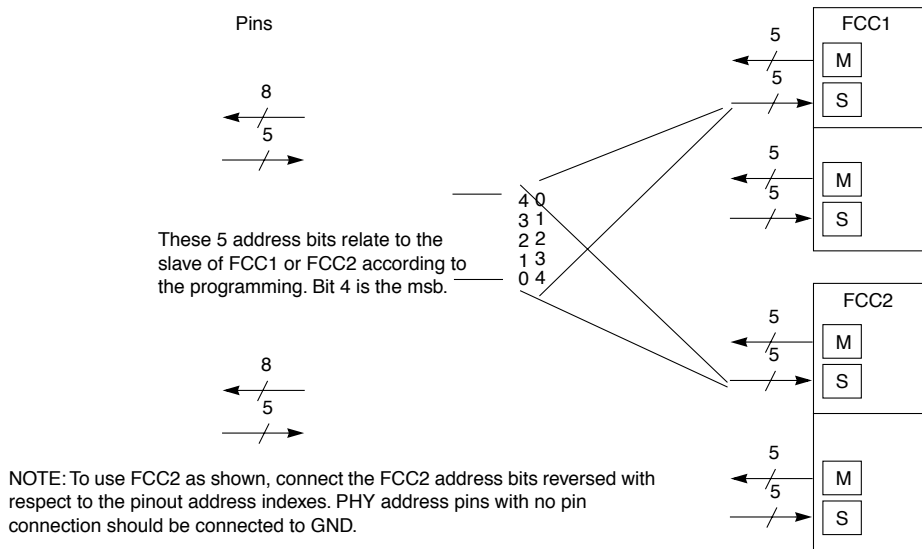 Pins
FCC1
5
M
5
S
8
5
5
M
5
S
4 0
3 1
2 2
1 3
0 4
These 5 address bits relate to the
slave of FCC1 or FCC2 according to
the programming. Bit 4 is the msb.
FCC2
5
M
5
S
8
5
5
M
5
S
NOTE: To use FCC2 as shown, connect the FCC2 address bits reversed with
respect to the pinout address indexes. PHY address pins with no pin
connection should be connected to GND.